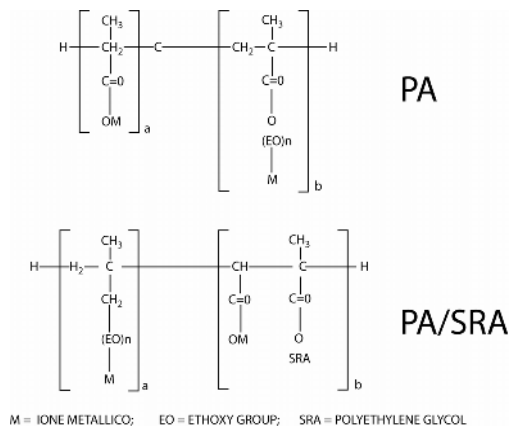 CH3 CH3
H CH2 C CH2 C H
C=0 C=0
OM O
a
(EO)n
M
b
PA
CH3 CH3
H H2 C CH C H
CH2 C=0 C=0
(EO)n OM O
SRA
M
a b
PA/SRA
M = IONE METALLICO; EO = ETHOXY GROUP; SRA = POLYETHYLENE GLYCOL